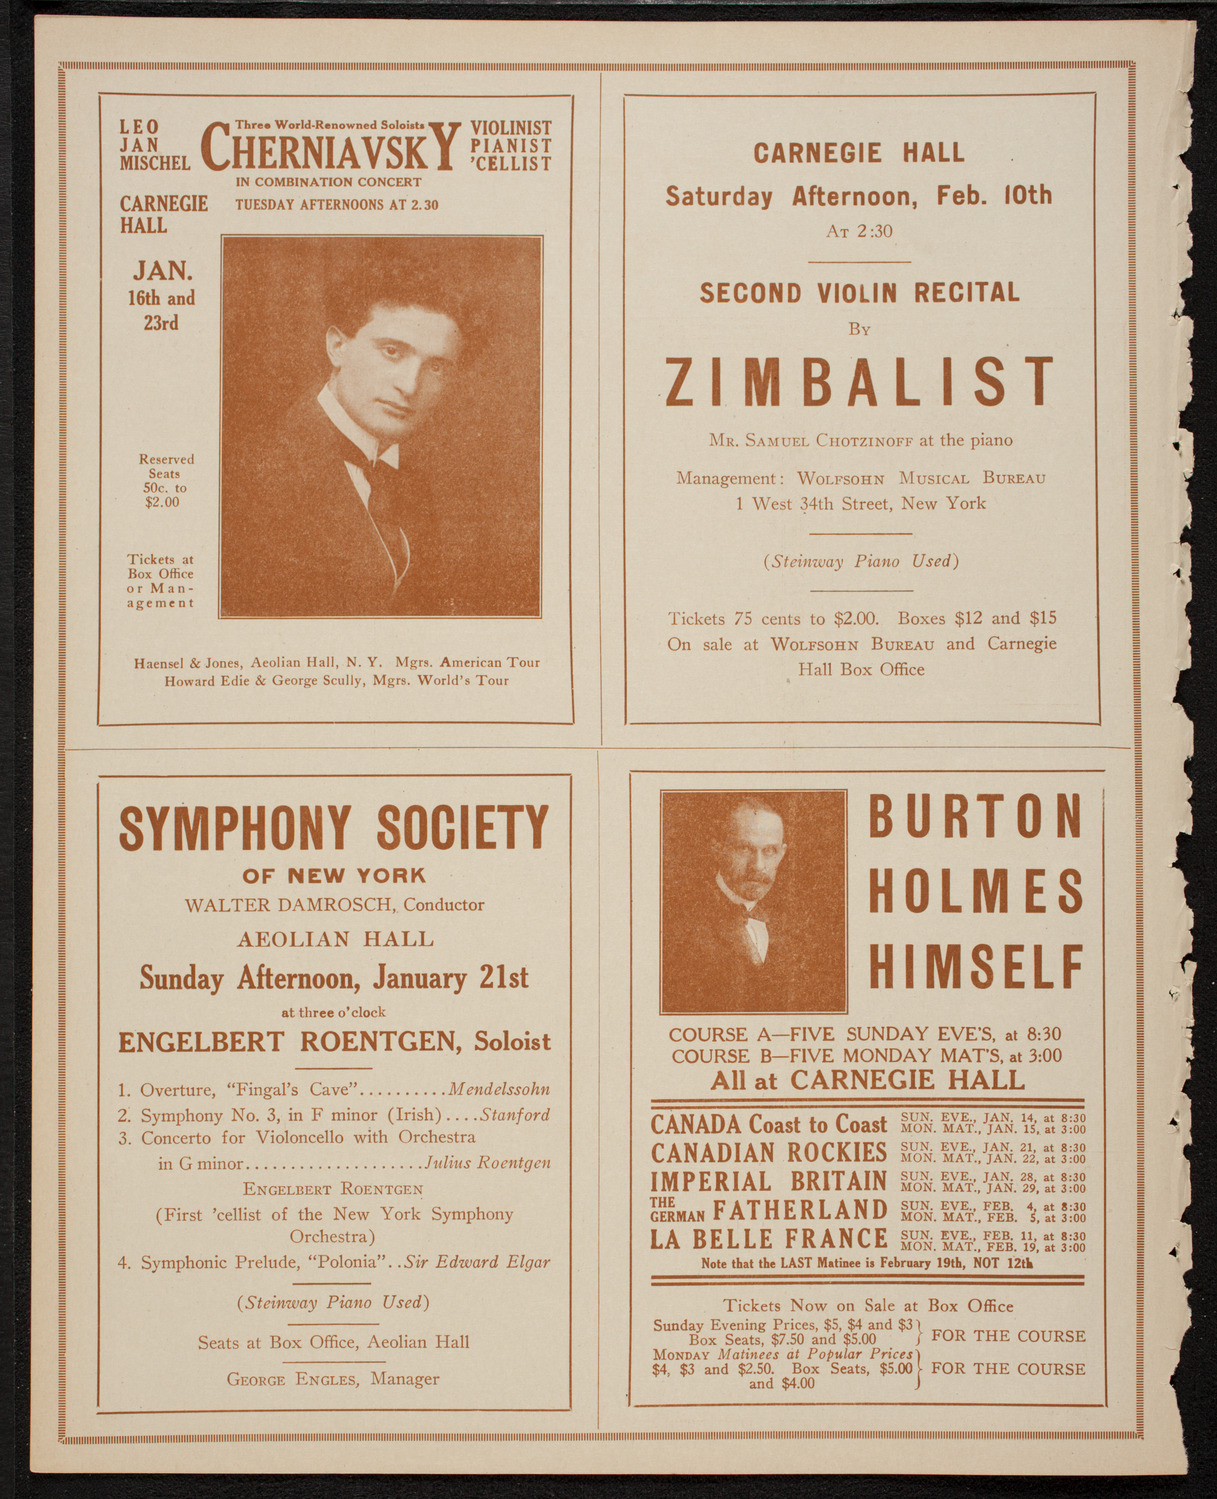 LEO
JAN
MISCHEL
Three World-Renowned Soloists
CHERNIAVSKY
VIOLINIST
PIANIST
'CELLIST
IN COMBINATION CONCERT
CARNEGIE
HALL
TUESDAY AFTERNOONS AT 2.30
JAN.
16th and
23rd
Reserved
Seats
50c. to
$2.00
Tickets at
Box Office
or Man-
agement
Haensel & Jones, Aeolian Hall, N. Y. Mgrs. American Tour
Howard Edie & George Scully, Mgrs. World's Tour
CARNEGIE HALL
Saturday Afternoon, Feb. 10th
At 2:30
SECOND VIOLIN RECITAL
By
ZIMBALIST
Mr. Samuel Chotzinoff at the piano
Management: Wolfsohn Musical Bureau
1 West 34th Street, New York
(Steinway Piano Used)
Tickets 75 cents to $2.00. Boxes $12 and $15
On sale at Wolfsohn Bureau and Carnegie
Hall Box Office
SYMPHONY SOCIETY
OF NEW YORK
WALTER DAMROSCH, Conductor
AEOLIAN HALL
Sunday Afternoon, January 21st
at three o'clock
ENGELBERT ROENTGEN, Soloist
1. Overture, "Fingal's Cave"..........Mendelssohn
2. Symphony No. 3, in F minor (Irish)....Stanford
3. Concerto for Violoncello with Orchestra
in G minor.....................Julius Roentgen
Engelbert Roentgen
(First 'cellist of the New York Symphony
Orchestra)
4. Symphonic Prelude, "Polonia"..Sir Edward Elgar
(Steinway Piano Used)
Seats at Box Office, Aeolian Hall
George Engles, Manager
BURTON
HOLMES
HIMSELF
COURSE A—FIVE SUNDAY EVE'S, at 8:30
COURSE B—FIVE MONDAY MAT'S, at 3:00
All at CARNEGIE HALL
CANADA Coast to Coast SUN. EVE., JAN. 14, at 8:30
MON. MAT., JAN. 15, at 3:00
CANADIAN ROCKIES SUN. EVE., JAN. 21, at 8:30
MON. MAT., JAN. 22, at 3:00
IMPERIAL BRITAIN SUN. EVE., JAN. 28, at 8:30
MON. MAT., JAN. 29, at 3:00
THE GERMAN FATHERLAND SUN. EVE., FEB. 4, at 8:30
MON. MAT., FEB. 5, at 3:00
LA BELLE FRANCE SUN. EVE., FEB. 11, at 8:30
MON. MAT., FEB. 19, at 3:00
Note that the LAST Matinee is February 19th, NOT 12th
Tickets Now on Sale at Box Office
Sunday Evening Prices, $5, $4 and $3
Box Seats, $7.50 and $5.00
FOR THE COURSE
Monday Matinees at Popular Prices
$4, $3 and $2.50. Box Seats, $5.00
and $4.00
FOR THE COURSE